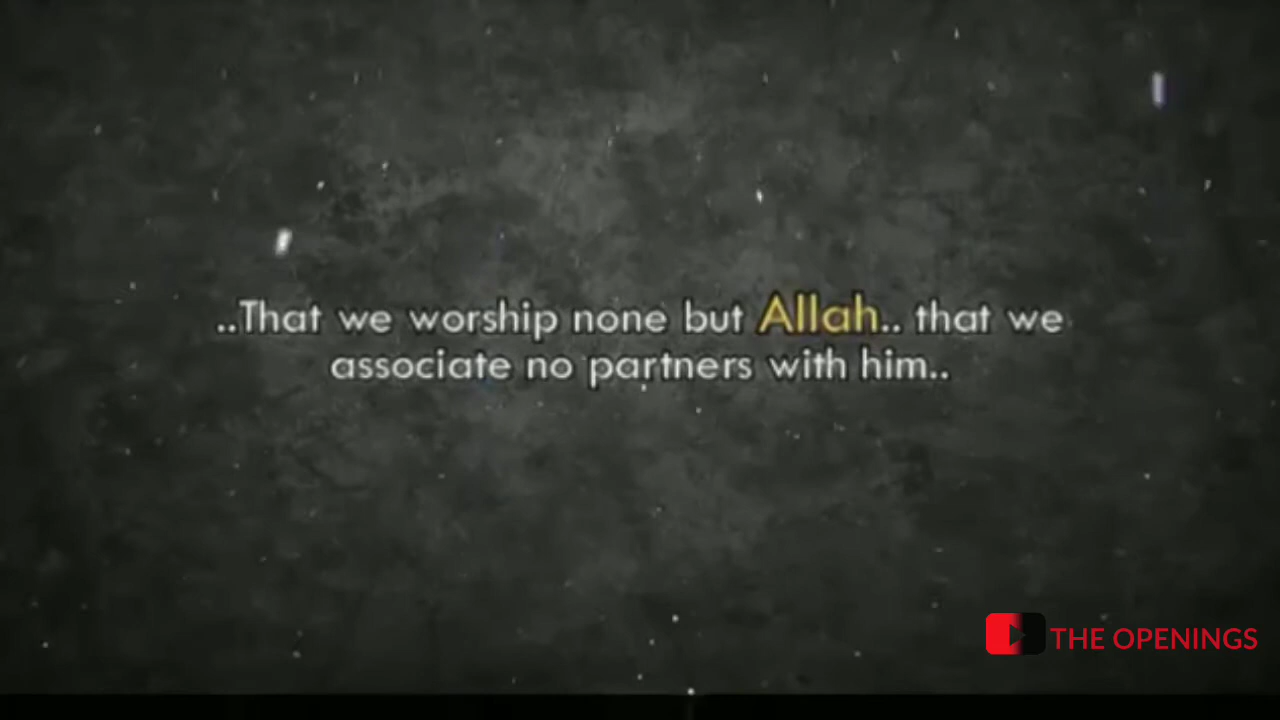 ..That we worship none but Allah.. that we
associate no partners with him..
THE OPENINGS